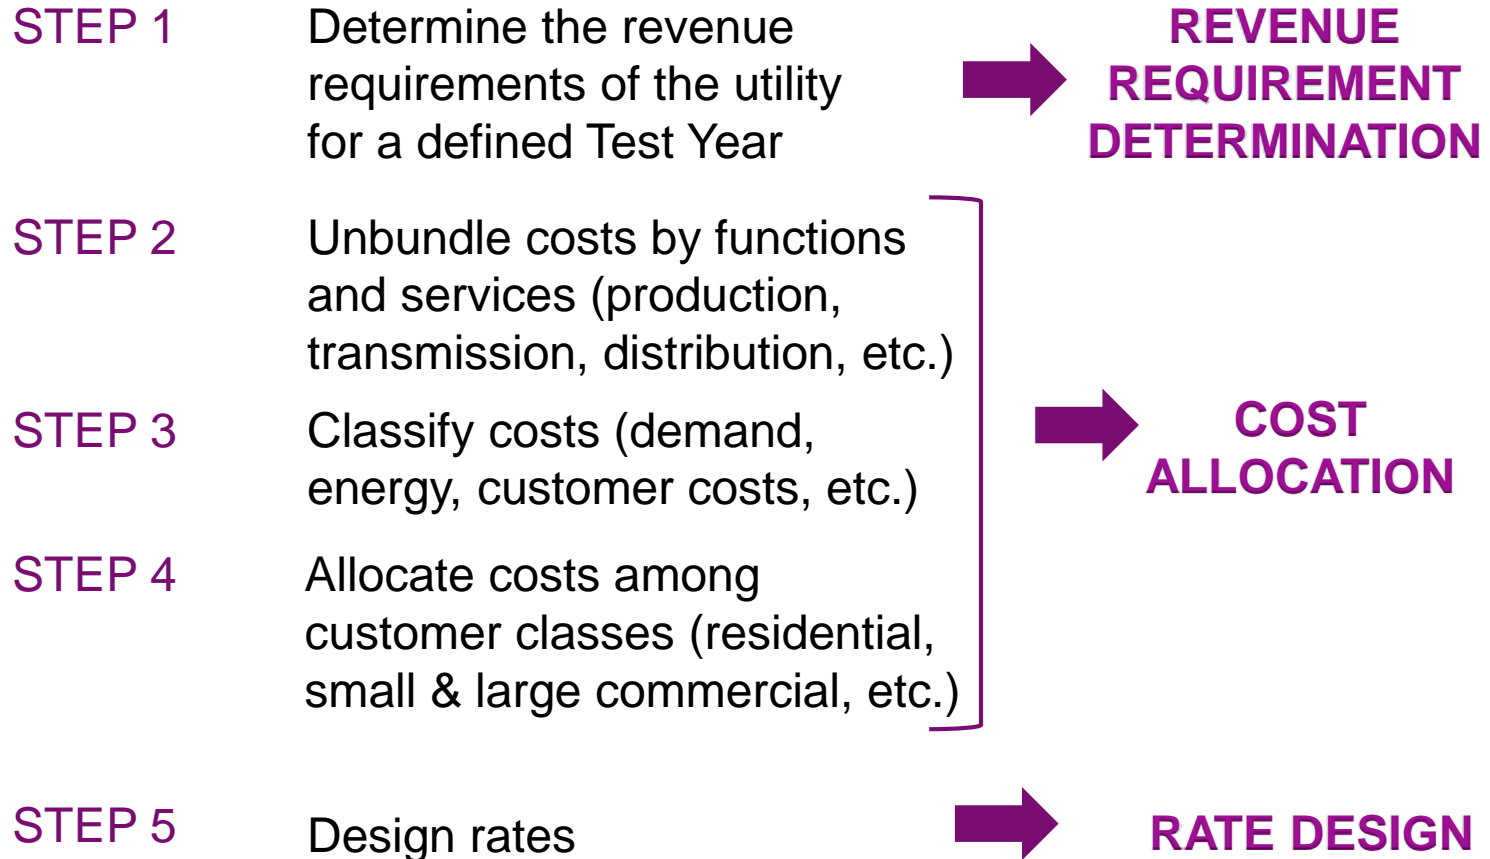 STEP 1
Determine the revenue
requirements of the utility
for a defined Test Year
REVENUE
REQUIREMENT
DETERMINATION
STEP 2
Unbundle costs by functions
and services (production,
transmission, distribution, etc.)
STEP 3
Classify costs (demand,
energy, customer costs, etc.)
COST
ALLOCATION
STEP 4
Allocate costs among
customer classes (residential,
small & large commercial, etc.)
STEP 5
Design rates
RATE DESIGN